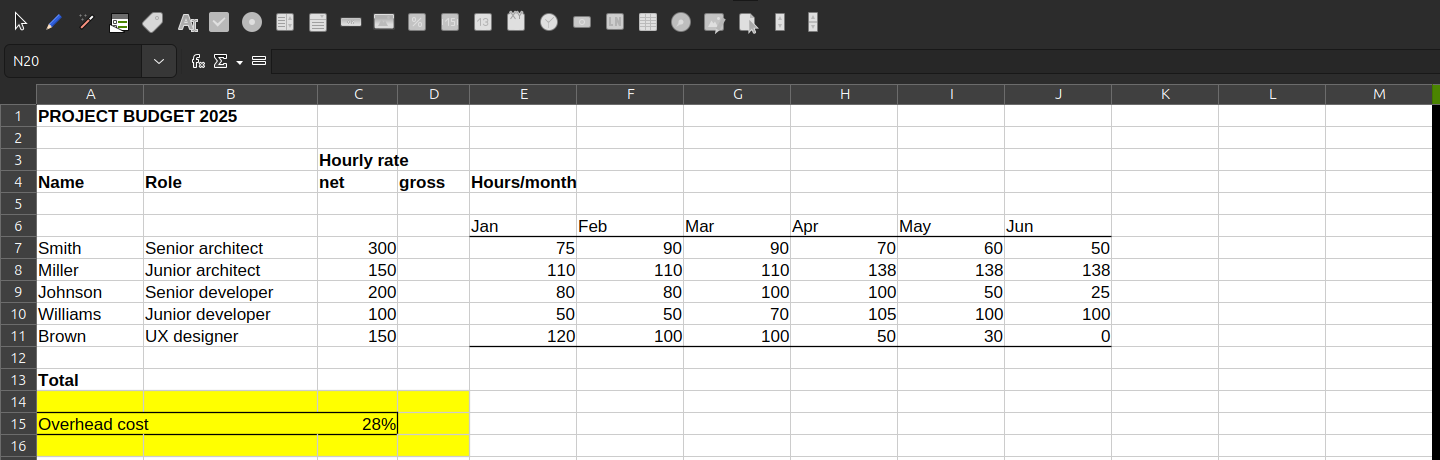 N20
A B C D E F G H I J K L M
1 PROJECT BUDGET 2025
2
3 Hourly rate
4 Name Role net gross Hours/month
5
6 Jan Feb Mar Apr May Jun
7 Smith Senior architect 300 75 90 90 70 60 50
8 Miller Junior architect 150 110 110 110 138 138 138
9 Johnson Senior developer 200 80 80 100 100 50 25
10 Williams Junior developer 100 50 50 70 105 100 100
11 Brown UX designer 150 120 100 100 50 30 0
12
13 Total
14
15 Overhead cost 28%
16